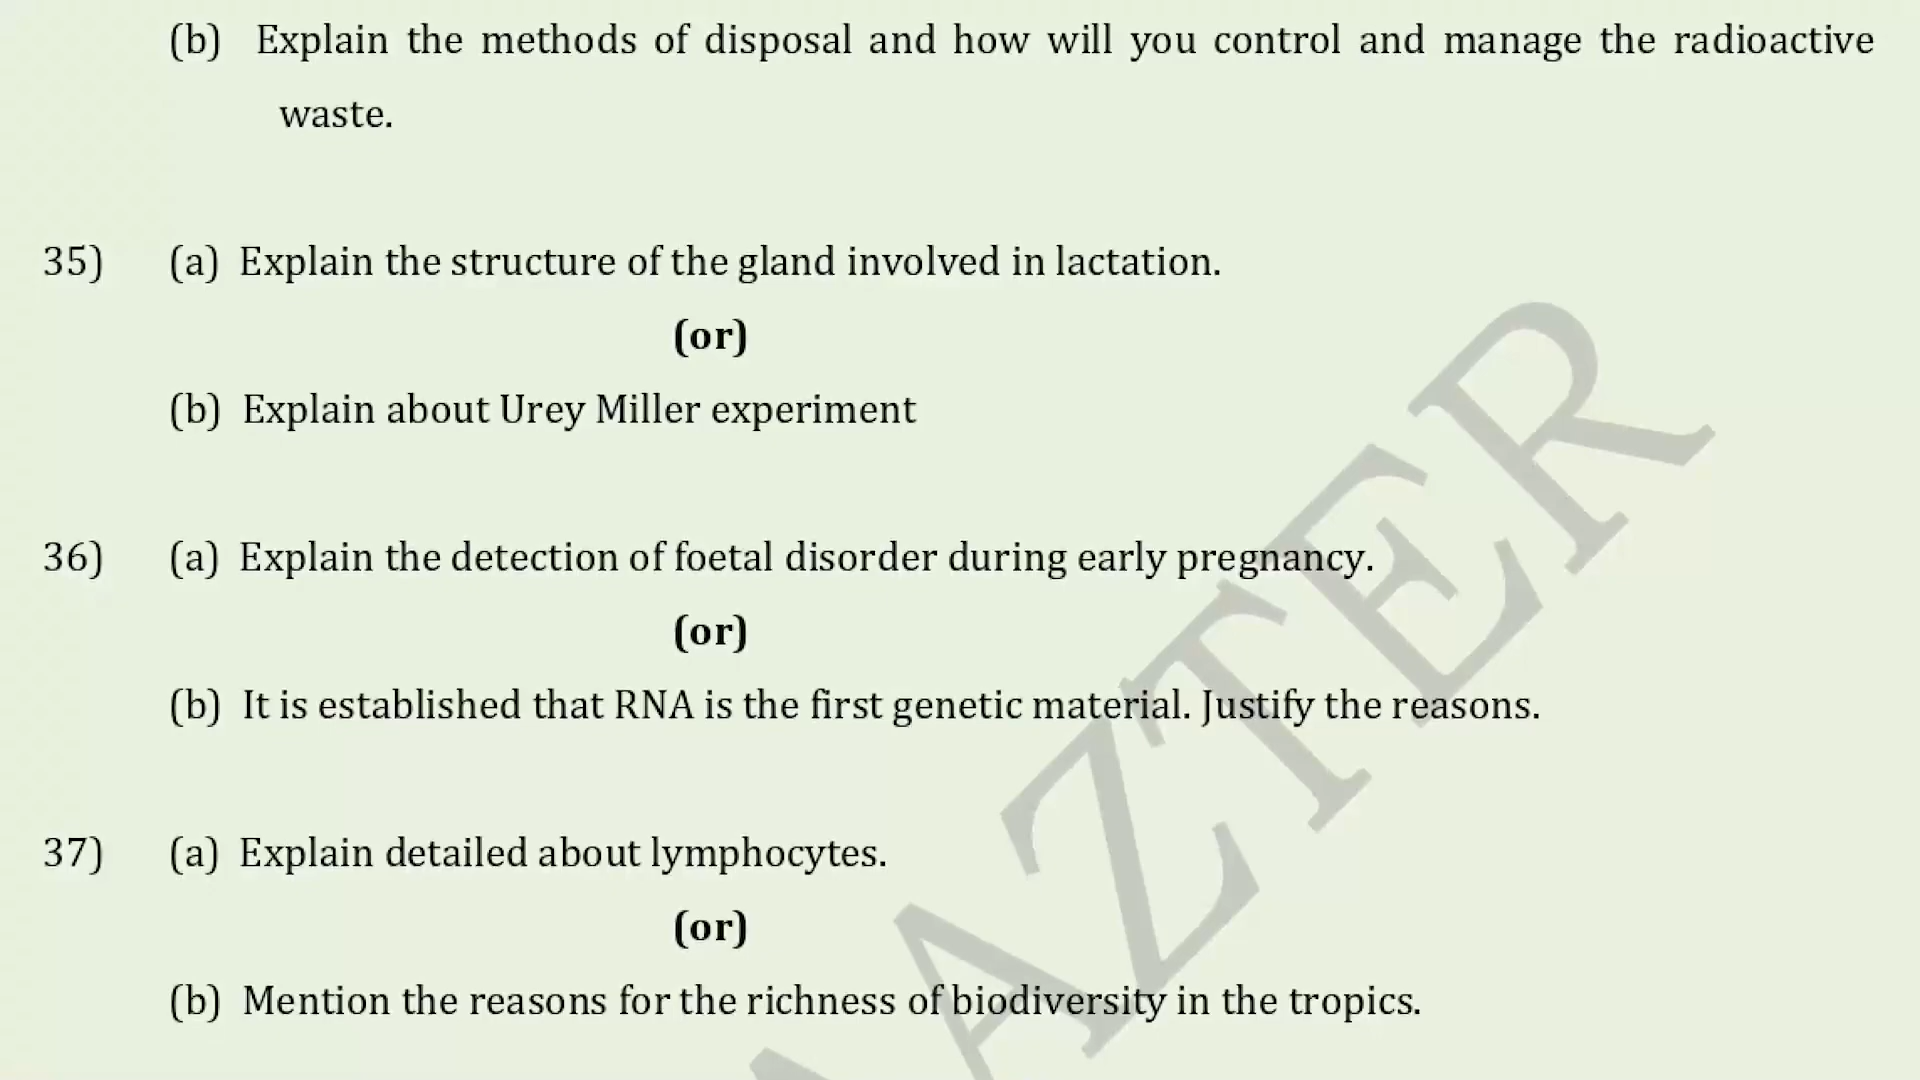 (b) Explain the methods of disposal and how will you control and manage the radioactive
waste.
35) (a) Explain the structure of the gland involved in lactation.
(or)
(b) Explain about Urey Miller experiment
36) (a) Explain the detection of foetal disorder during early pregnancy.
(or)
(b) It is established that RNA is the first genetic material. Justify the reasons.
37) (a) Explain detailed about lymphocytes.
(or)
(b) Mention the reasons for the richness of biodiversity in the tropics.
AZTER